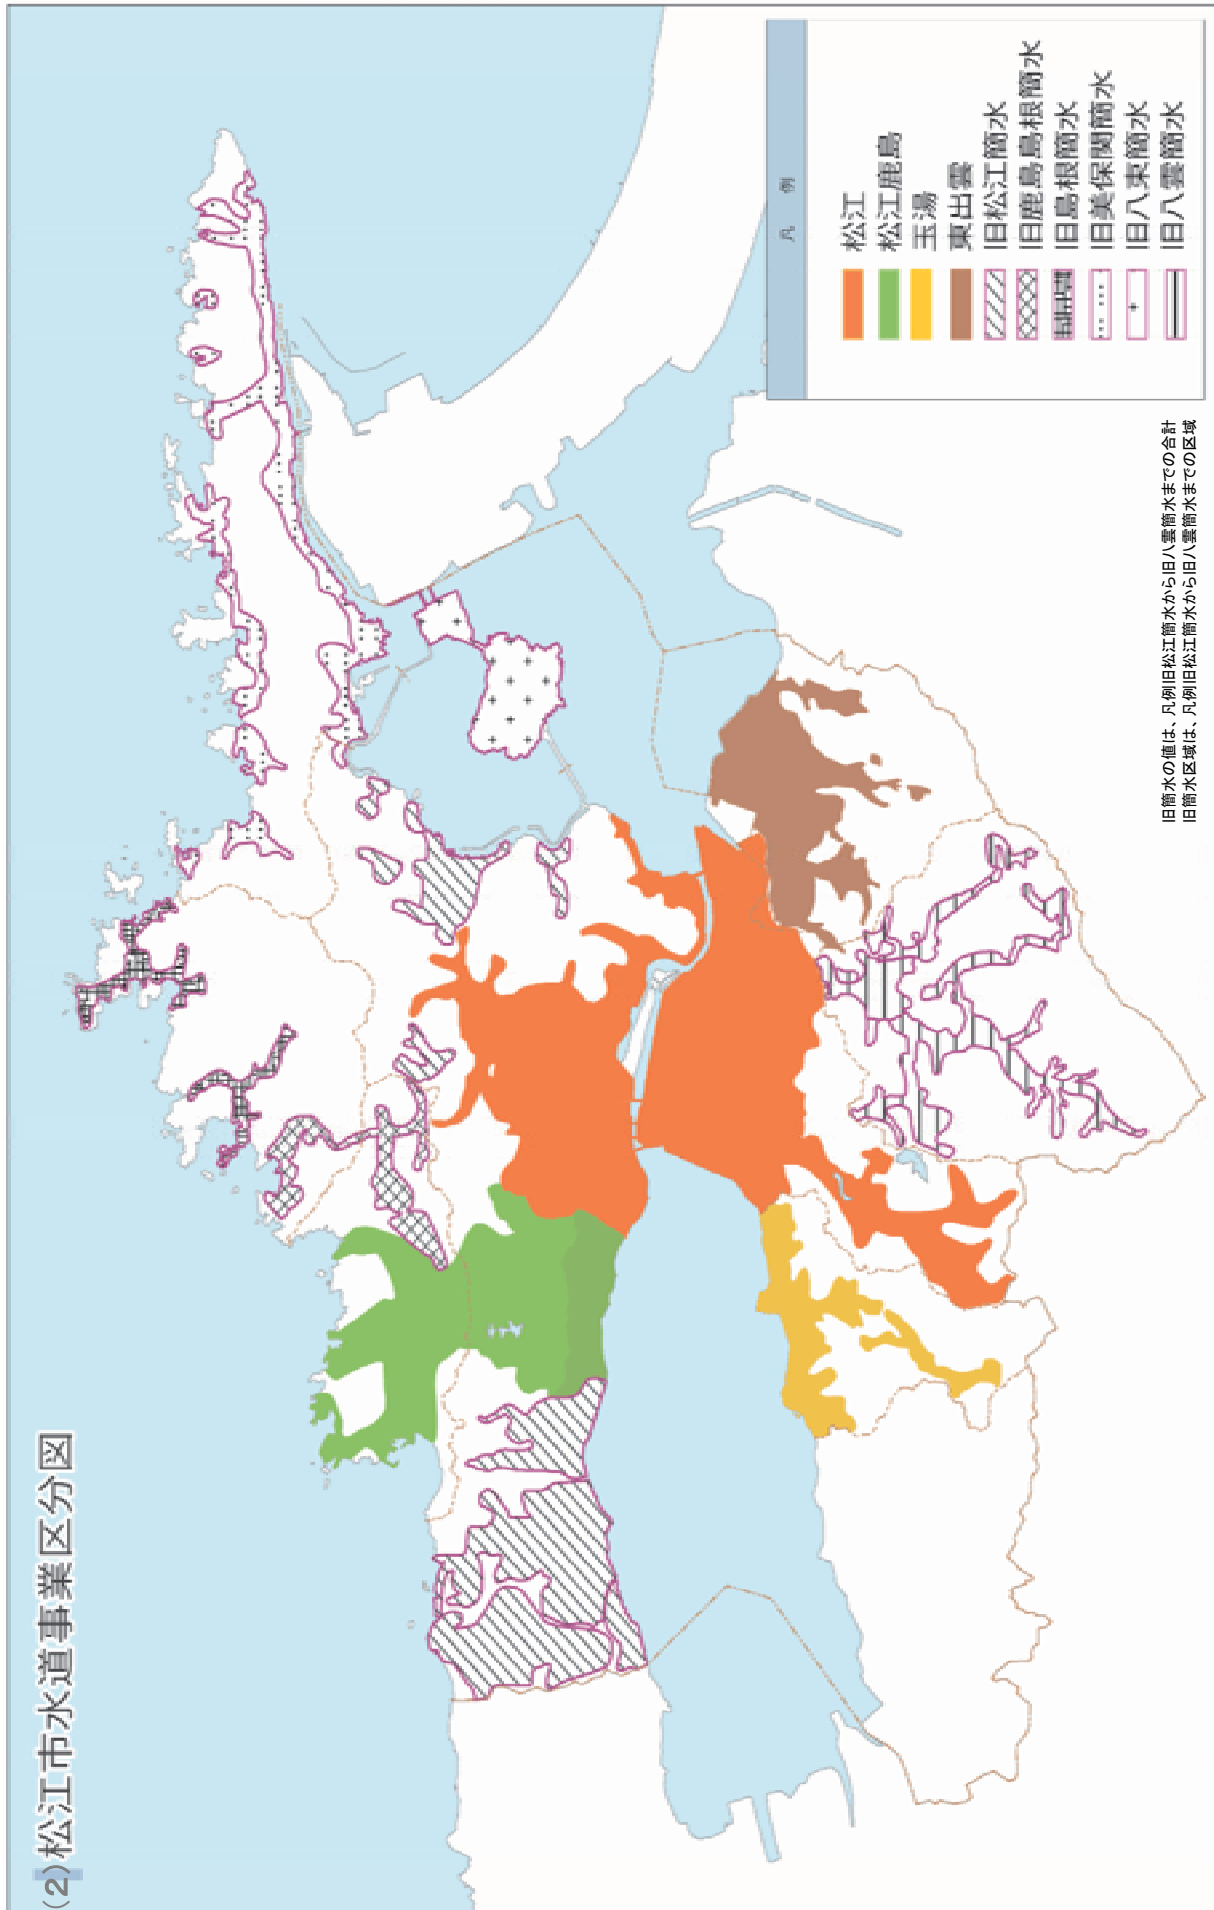 (2)松江市水道事業区分図
凡 例
松江
松江鹿島
玉湯
東出雲
旧松江簡水
旧鹿島島根簡水
旧島根簡水
旧美保関簡水
旧八束簡水
旧八雲簡水
旧簡水の値は、凡例旧松江簡水から旧八雲簡水までの合計
旧簡水区域は、凡例旧松江簡水から旧八雲簡水までの区域